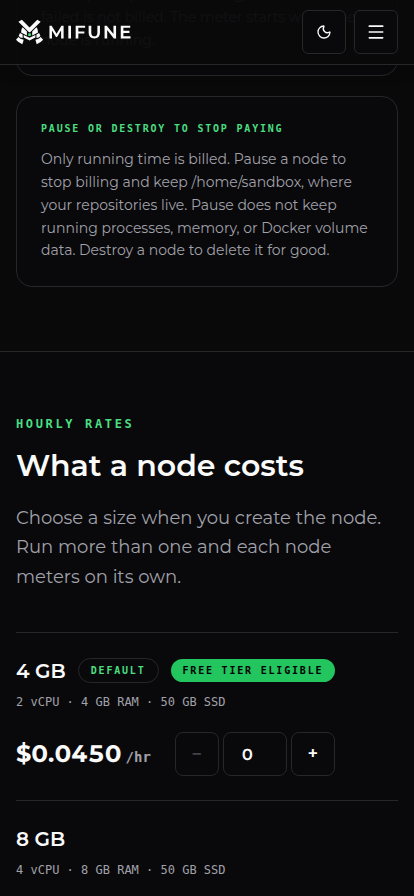 MIFUNE
PAUSE OR DESTROY TO STOP PAYING
Only running time is billed. Pause a node to
stop billing and keep /home/sandbox, where
your repositories live. Pause does not keep
running processes, memory, or Docker volume
data. Destroy a node to delete it for good.
HOURLY RATES
What a node costs
Choose a size when you create the node.
Run more than one and each node
meters on its own.
4 GB DEFAULT FREE TIER ELIGIBLE
2 vCPU · 4 GB RAM · 50 GB SSD
$0.0450 /hr − 0 +
8 GB
4 vCPU · 8 GB RAM · 50 GB SSD